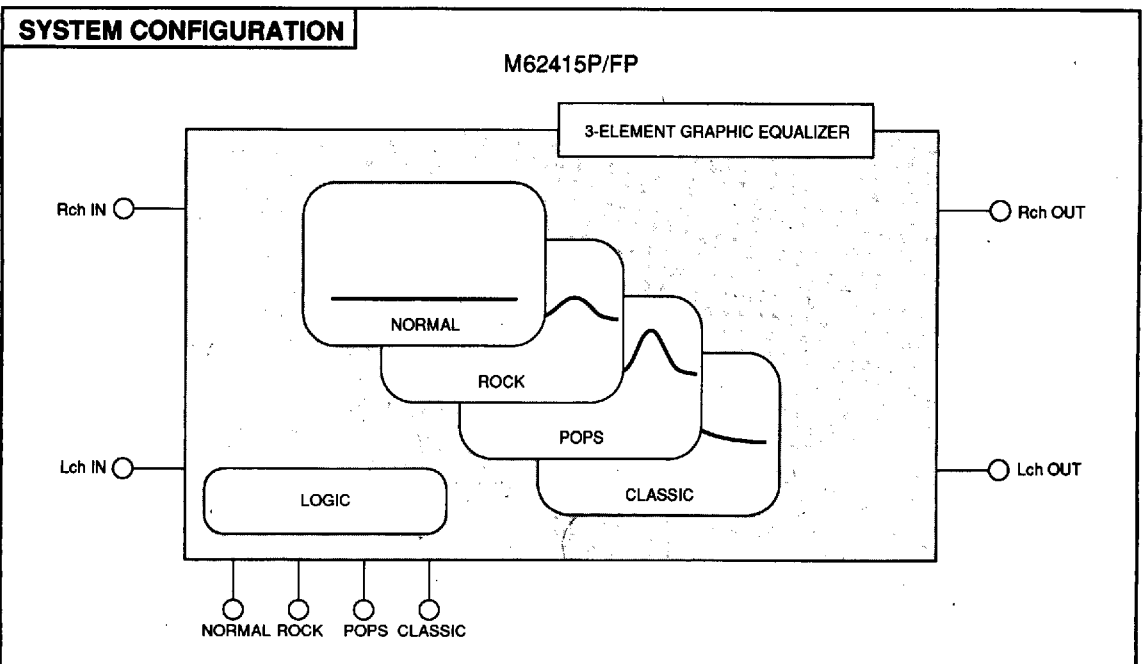 SYSTEM CONFIGURATION
M62415P/FP
3-ELEMENT GRAPHIC EQUALIZER
Rch IN
Rch OUT
NORMAL
ROCK
POPS
Lch IN
Lch OUT
CLASSIC
LOGIC
NORMAL ROCK POPS CLASSIC